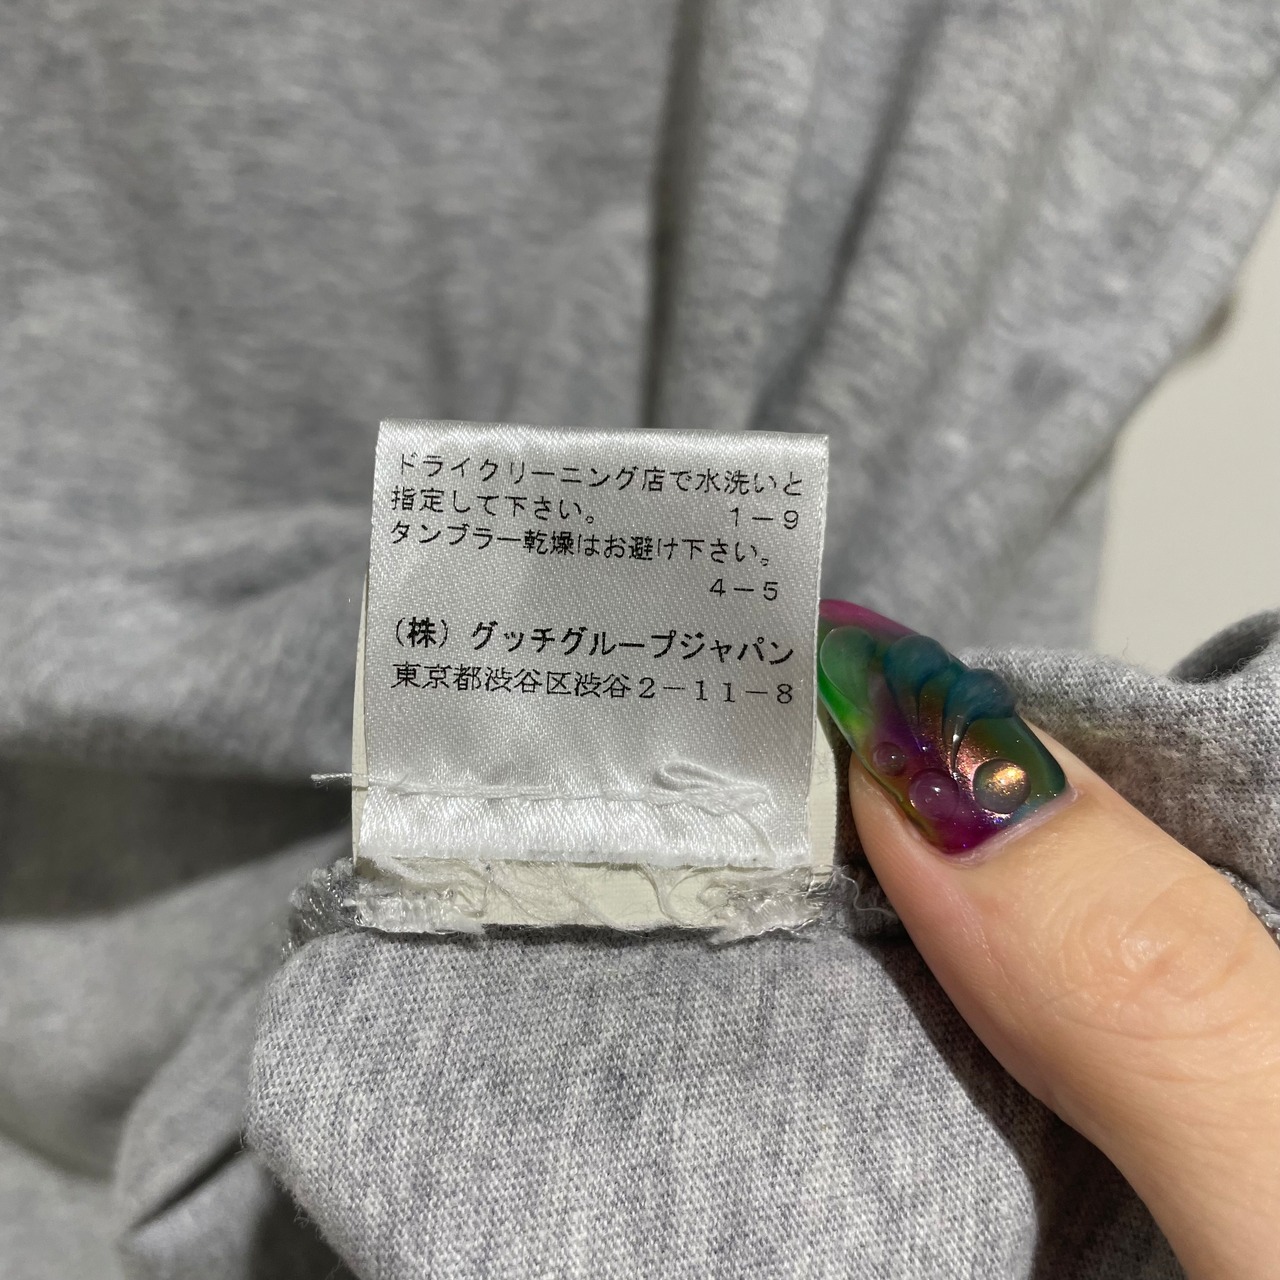 ドライクリーニング店で水洗いと
指定して下さい。 1－9
タンブラー乾燥はお避け下さい。
4－5
（株）グッチグループジャパン
東京都渋谷区渋谷2－11－8